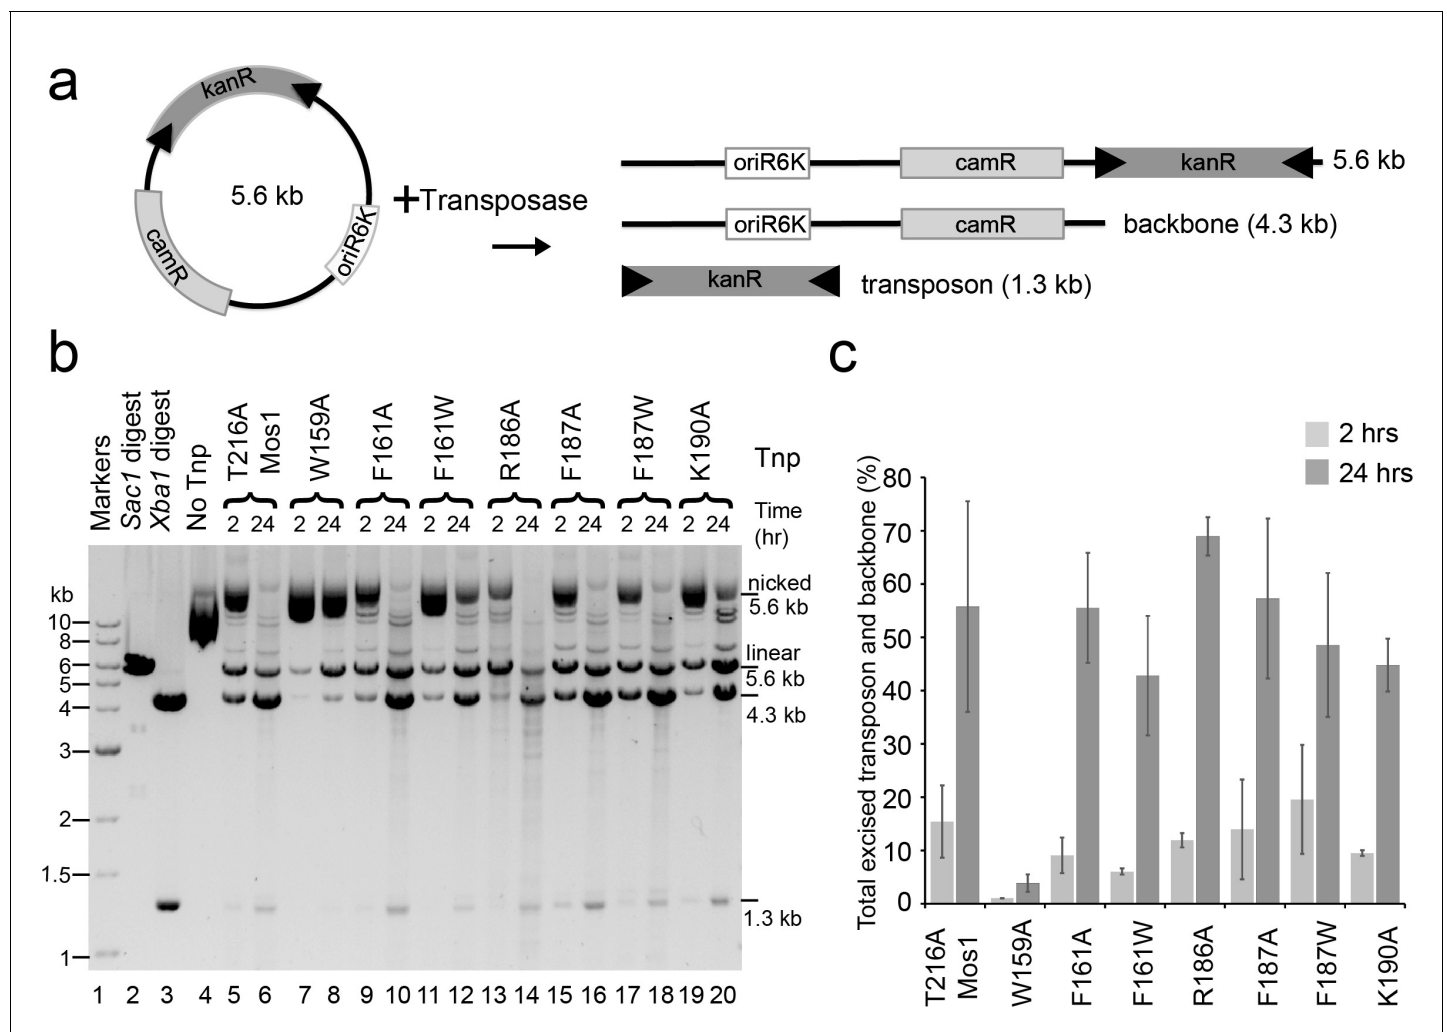 a
kanR
5.6 kb
camR
oriR6K
+Transposase
oriR6K camR kanR 5.6 kb
oriR6K camR backbone (4.3 kb)
kanR transposon (1.3 kb)
b
Markers
Sac1 digest
Xba1 digest
No Tnp
T216A
Mos1
W159A
F161A
F161W
R186A
F187A
F187W
K190A
Tnp
2 24 2 24 2 24 2 24 2 24 2 24 2 24 2 24
Time
(hr)
kb
10
8
6
5
4
3
2
1.5
1
nicked
5.6 kb
linear
5.6 kb
4.3 kb
1.3 kb
1 2 3 4 5 6 7 8 9 10 11 12 13 14 15 16 17 18 19 20
c
2 hrs
24 hrs
Total excised transposon and backbone (%)
80
70
60
50
40
30
20
10
0
T216A
Mos1
W159A
F161A
F161W
R186A
F187A
F187W
K190A